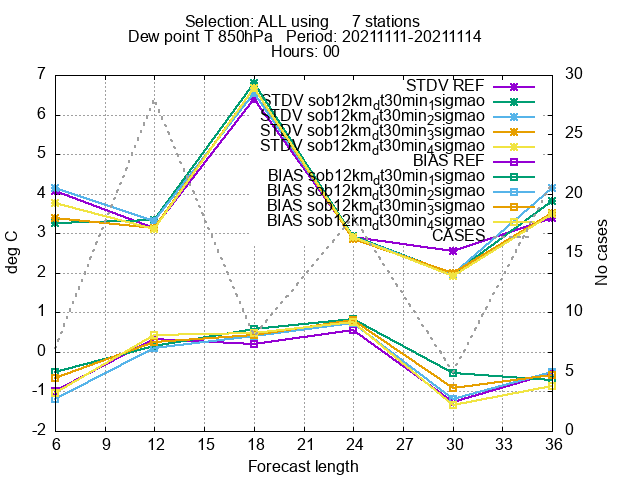 Selection: ALL using 7 stations
Dew point T 850hPa Period: 20211111-20211114
Hours: 00
7
6
5
4
3
2
1
0
-1
-2
deg C
30
25
20
15
10
5
0
No cases
STDV REF
STDV sob12km_dt30min_1sigmao
STDV sob12km_dt30min_2sigmao
STDV sob12km_dt30min_3sigmao
STDV sob12km_dt30min_4sigmao
BIAS REF
BIAS sob12km_dt30min_1sigmao
BIAS sob12km_dt30min_2sigmao
BIAS sob12km_dt30min_3sigmao
BIAS sob12km_dt30min_4sigmao
CASES
6 9 12 15 18 21 24 27 30 33 36
Forecast length